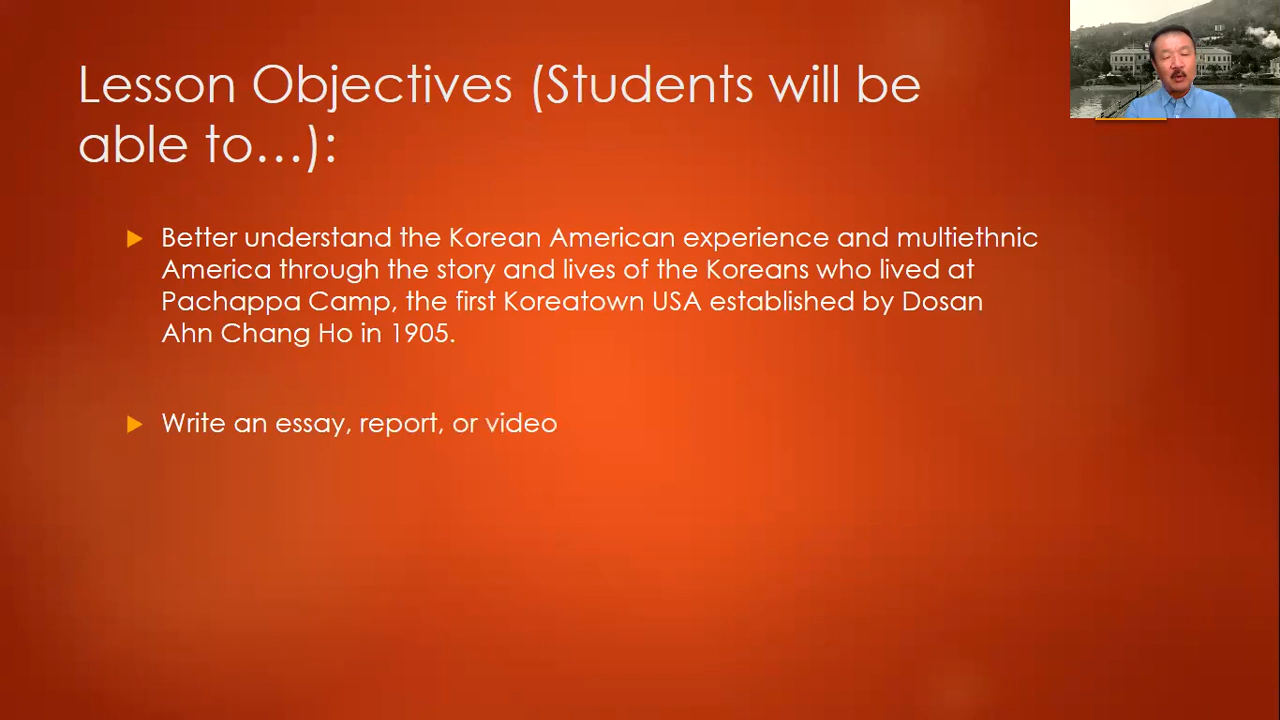 Lesson Objectives (Students will be
able to…):
Better understand the Korean American experience and multiethnic
America through the story and lives of the Koreans who lived at
Pachappa Camp, the first Koreatown USA established by Dosan
Ahn Chang Ho in 1905.
Write an essay, report, or video